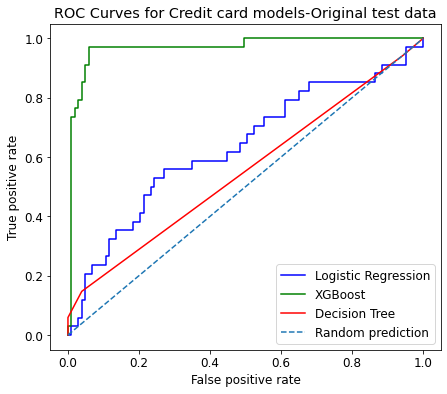 ROC Curves for Credit card models-Original test data
True positive rate
1.0
0.8
0.6
0.4
0.2
0.0
Logistic Regression
XGBoost
Decision Tree
Random prediction
0.0 0.2 0.4 0.6 0.8 1.0
False positive rate